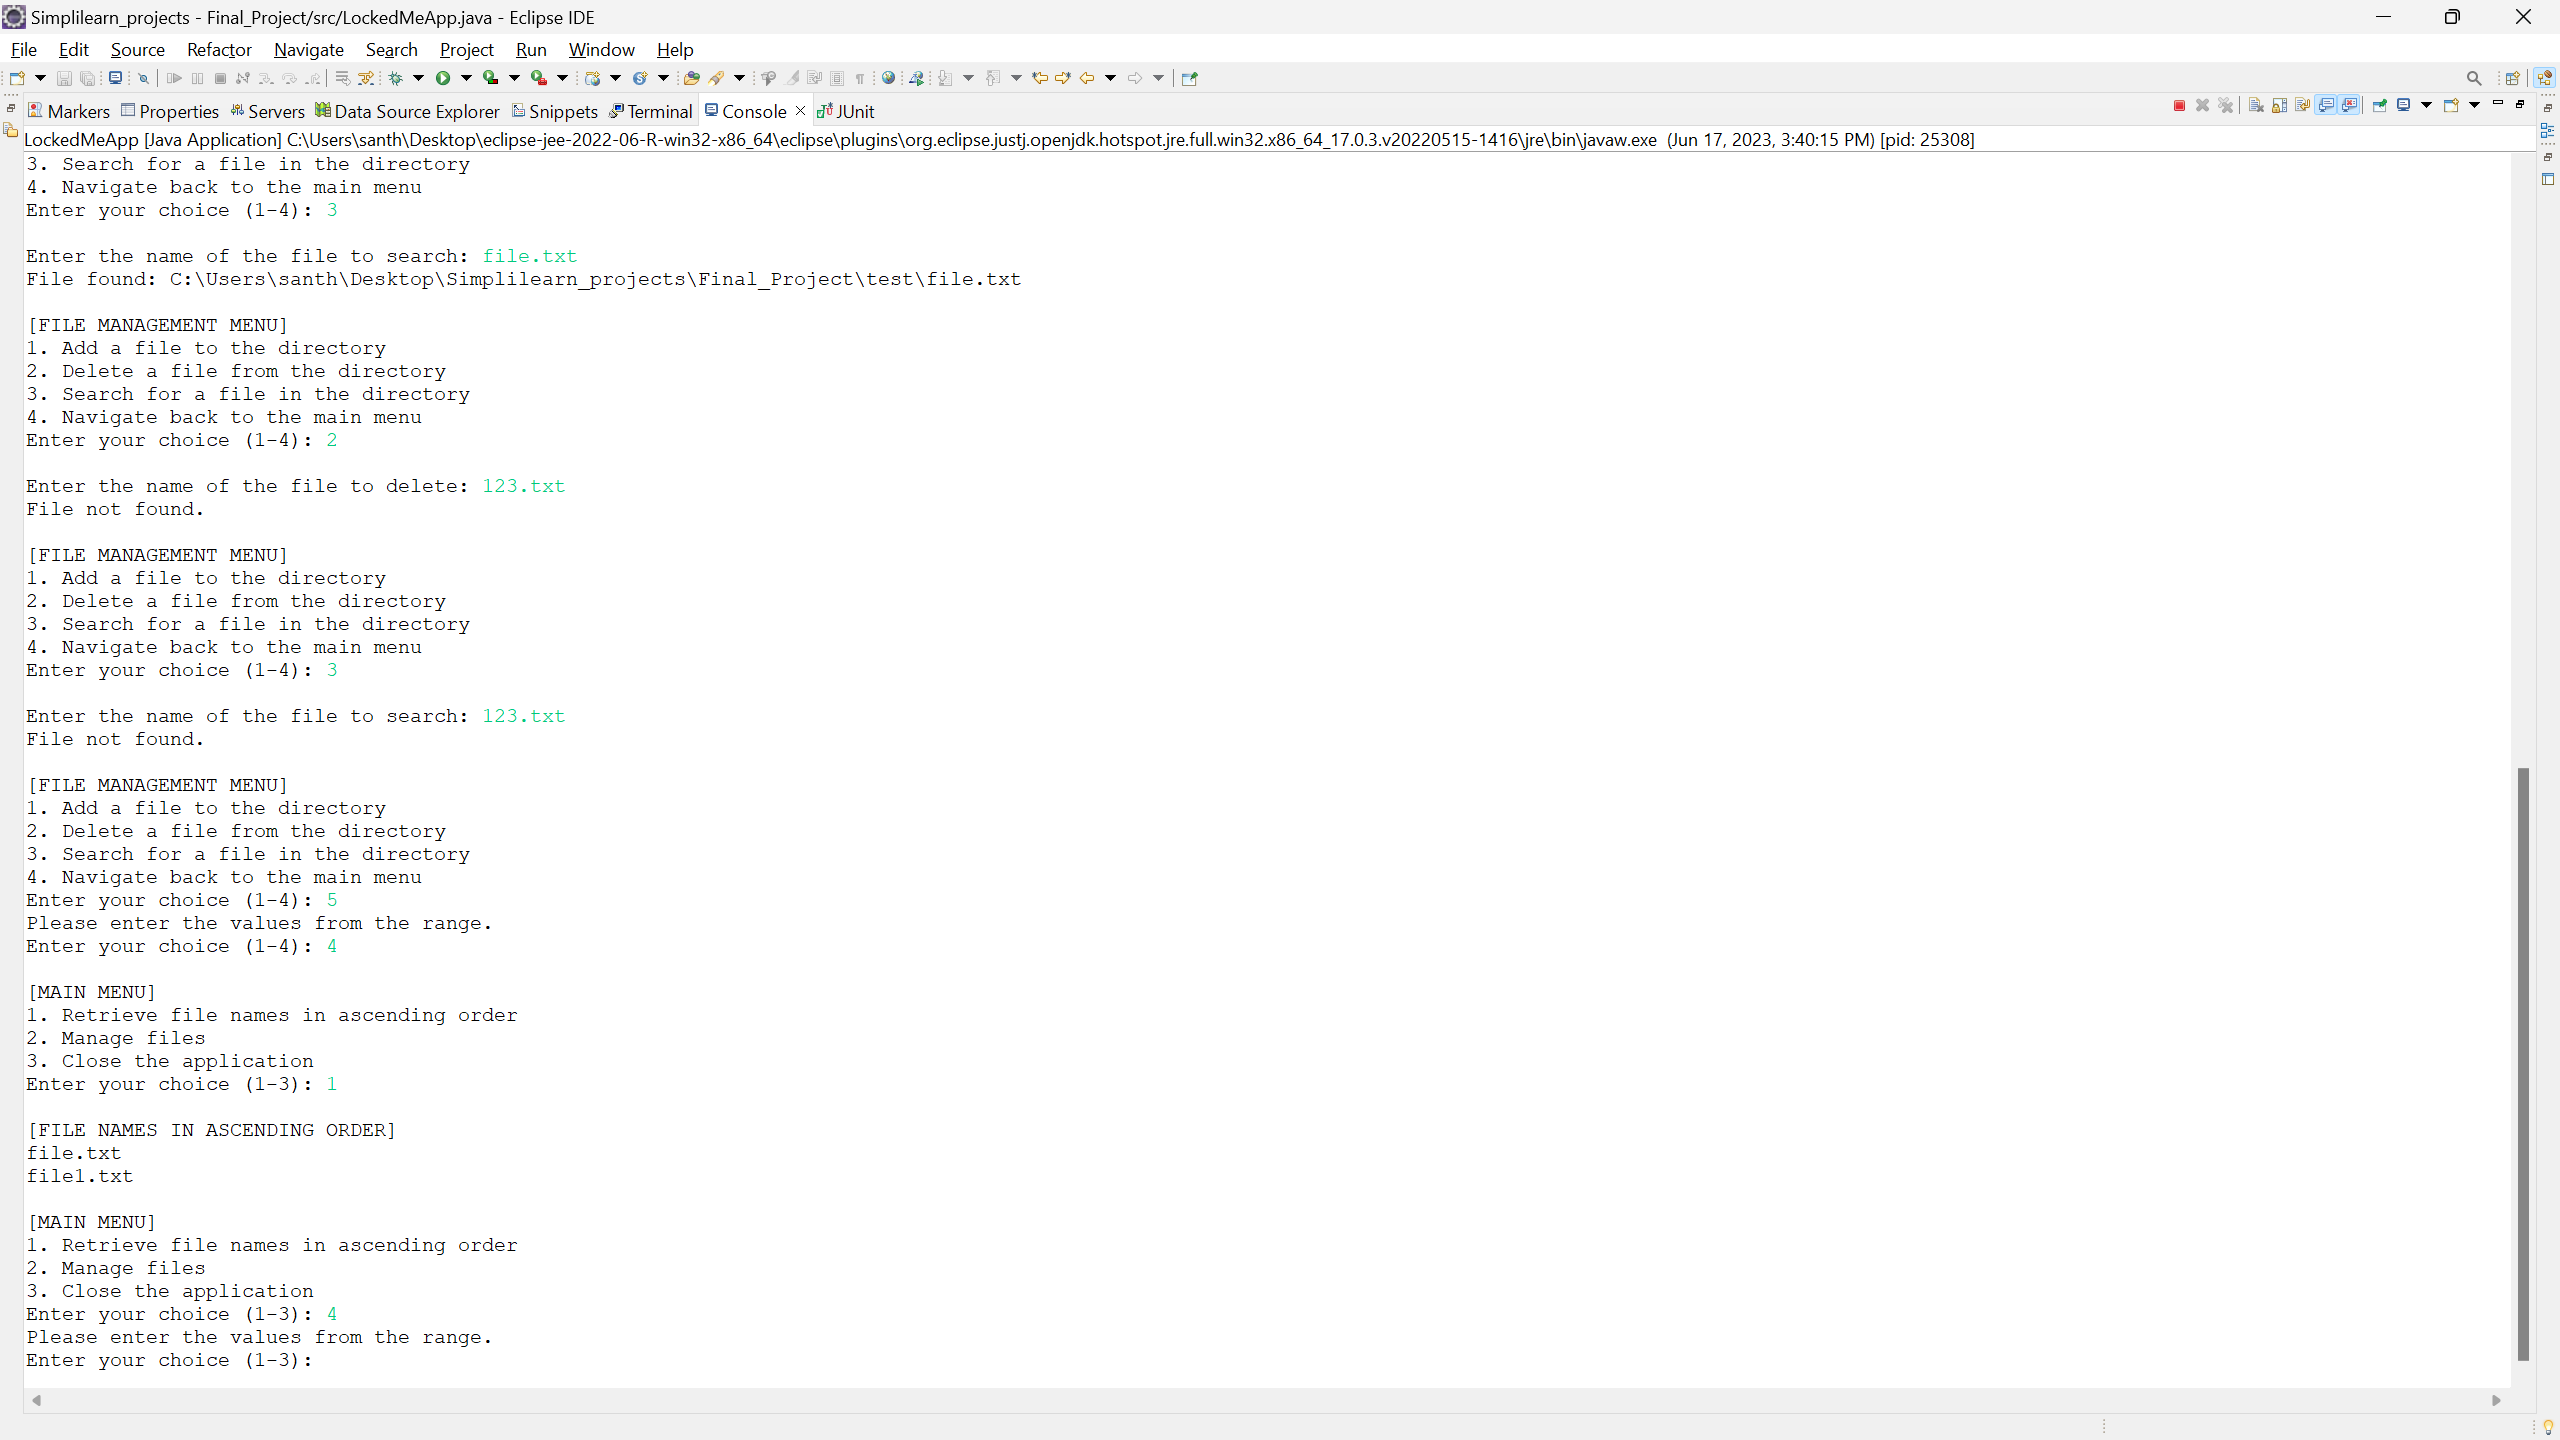 Simplilearn_projects - Final_Project/src/LockedMeApp.java - Eclipse IDE
File Edit Source Refactor Navigate Search Project Run Window Help
Markers Properties Servers Data Source Explorer Snippets Terminal Console JUnit
LockedMeApp [Java Application] C:\Users\santh\Desktop\eclipse-jee-2022-06-R-win32-x86_64\eclipse\plugins\org.eclipse.justj.openjdk.hotspot.jre.full.win32.x86_64_17.0.3.v20220515-1416\jre\bin\javaw.exe (Jun 17, 2023, 3:40:15 PM) [pid: 25308]
3. Search for a file in the directory
4. Navigate back to the main menu
Enter your choice (1-4): 3
Enter the name of the file to search: file.txt
File found: C:\Users\santh\Desktop\Simplilearn_projects\Final_Project\test\file.txt
[FILE MANAGEMENT MENU]
1. Add a file to the directory
2. Delete a file from the directory
3. Search for a file in the directory
4. Navigate back to the main menu
Enter your choice (1-4): 2
Enter the name of the file to delete: 123.txt
File not found.
[FILE MANAGEMENT MENU]
1. Add a file to the directory
2. Delete a file from the directory
3. Search for a file in the directory
4. Navigate back to the main menu
Enter your choice (1-4): 3
Enter the name of the file to search: 123.txt
File not found.
[FILE MANAGEMENT MENU]
1. Add a file to the directory
2. Delete a file from the directory
3. Search for a file in the directory
4. Navigate back to the main menu
Enter your choice (1-4): 5
Please enter the values from the range.
Enter your choice (1-4): 4
[MAIN MENU]
1. Retrieve file names in ascending order
2. Manage files
3. Close the application
Enter your choice (1-3): 1
[FILE NAMES IN ASCENDING ORDER]
file.txt
file1.txt
[MAIN MENU]
1. Retrieve file names in ascending order
2. Manage files
3. Close the application
Enter your choice (1-3): 4
Please enter the values from the range.
Enter your choice (1-3):